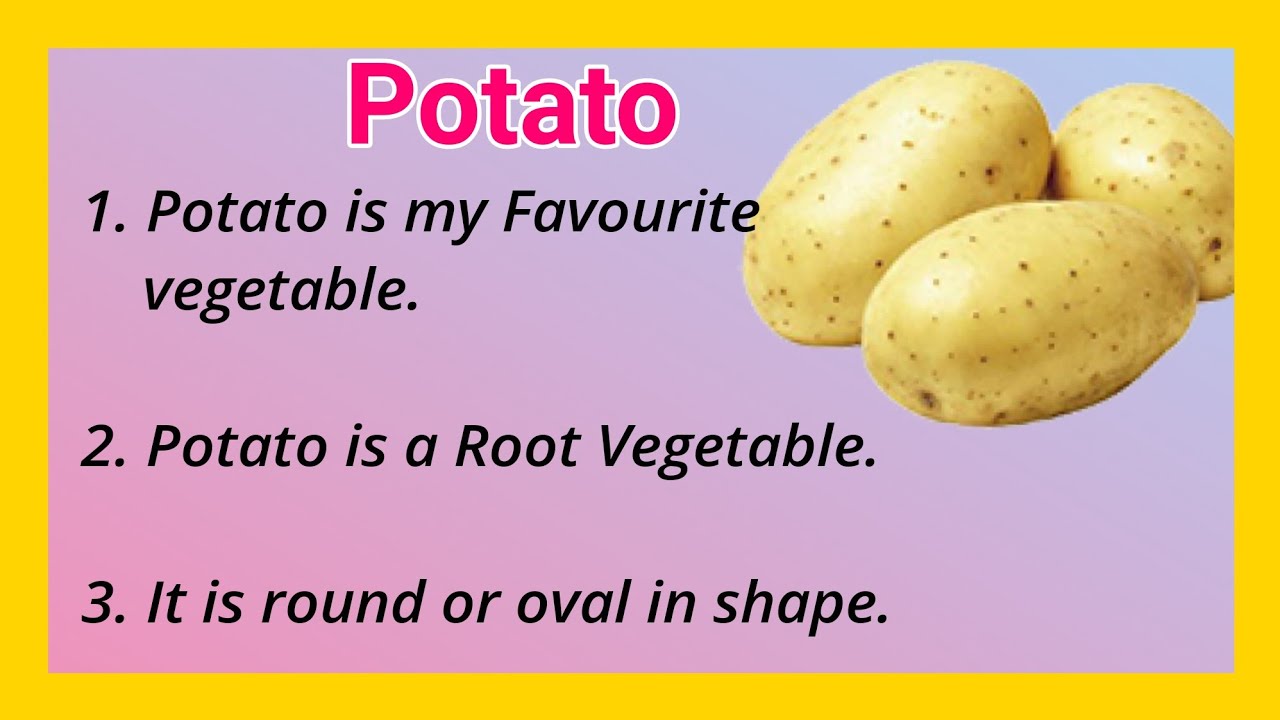 Potato
1. Potato is my Favourite
vegetable.
2. Potato is a Root Vegetable.
3. It is round or oval in shape.